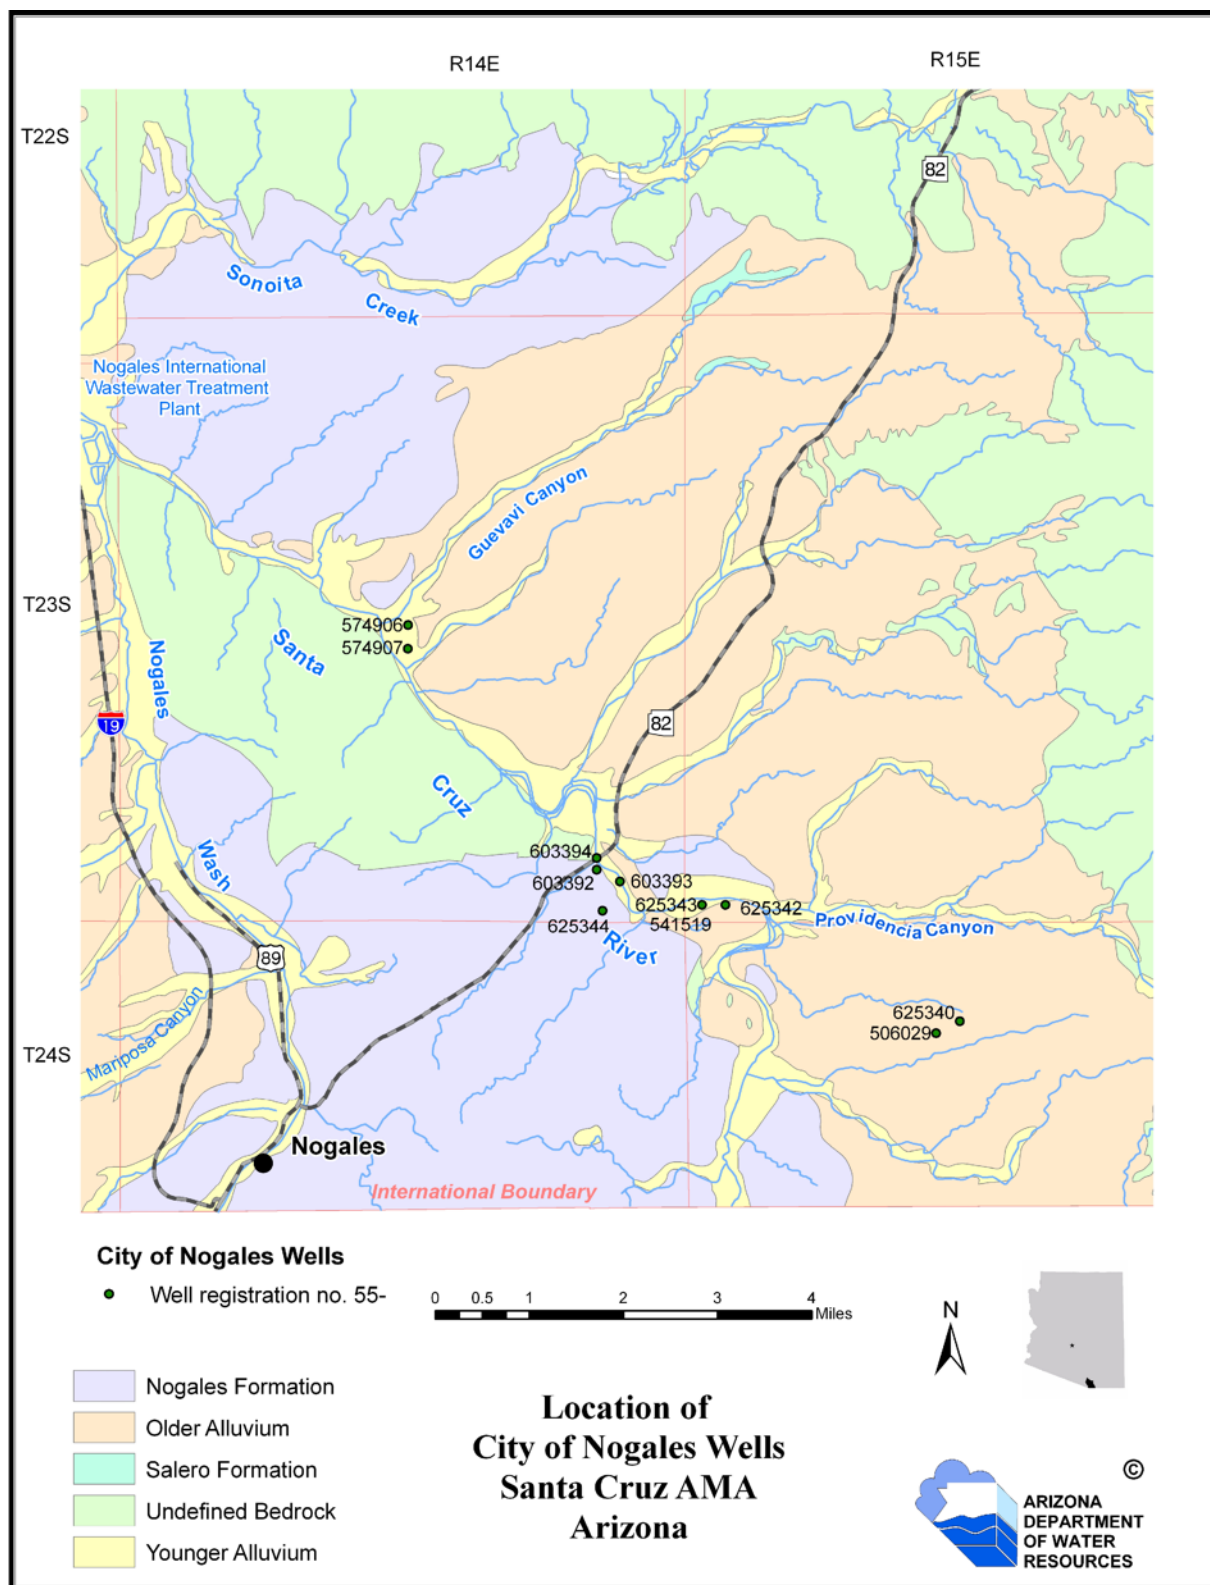 R14E
R15E
T22S
82
Sonoita
Creek
Nogales International
Wastewater Treatment
Plant
Guevavi Canyon
T23S
574906
574907
Santa
Nogales
19
82
Cruz
Wash
603394
603392
603393
625343
625342
541519
625344
Providencia Canyon
River
89
Mariposa Canyon
625340
506029
T24S
Nogales
International Boundary
City of Nogales Wells
Well registration no. 55-
0 0.5 1 2 3 4
Miles
N
Nogales Formation
Older Alluvium
Salero Formation
Undefined Bedrock
Younger Alluvium
Location of
City of Nogales Wells
Santa Cruz AMA
Arizona
©
ARIZONA
DEPARTMENT
OF WATER
RESOURCES